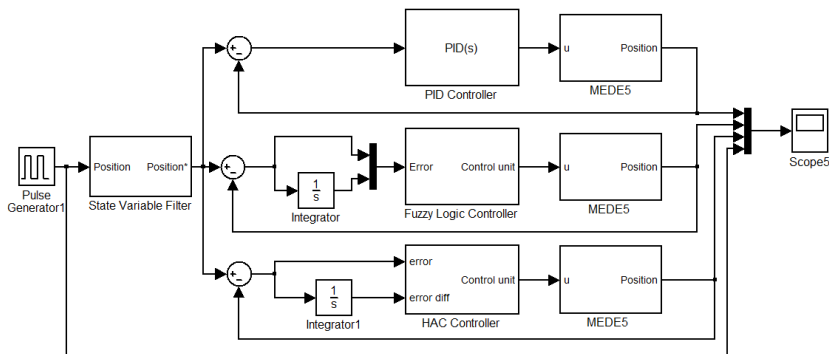 PID(s)
PID Controller
u
Position
MEDE5
Pulse
Generator1
Position
Position*
State Variable Filter
1
s
Integrator
Error
Control unit
Fuzzy Logic Controller
u
Position
MEDE5
Scope5
1
s
Integrator1
error
error diff
Control unit
HAC Controller
u
Position
MEDE5